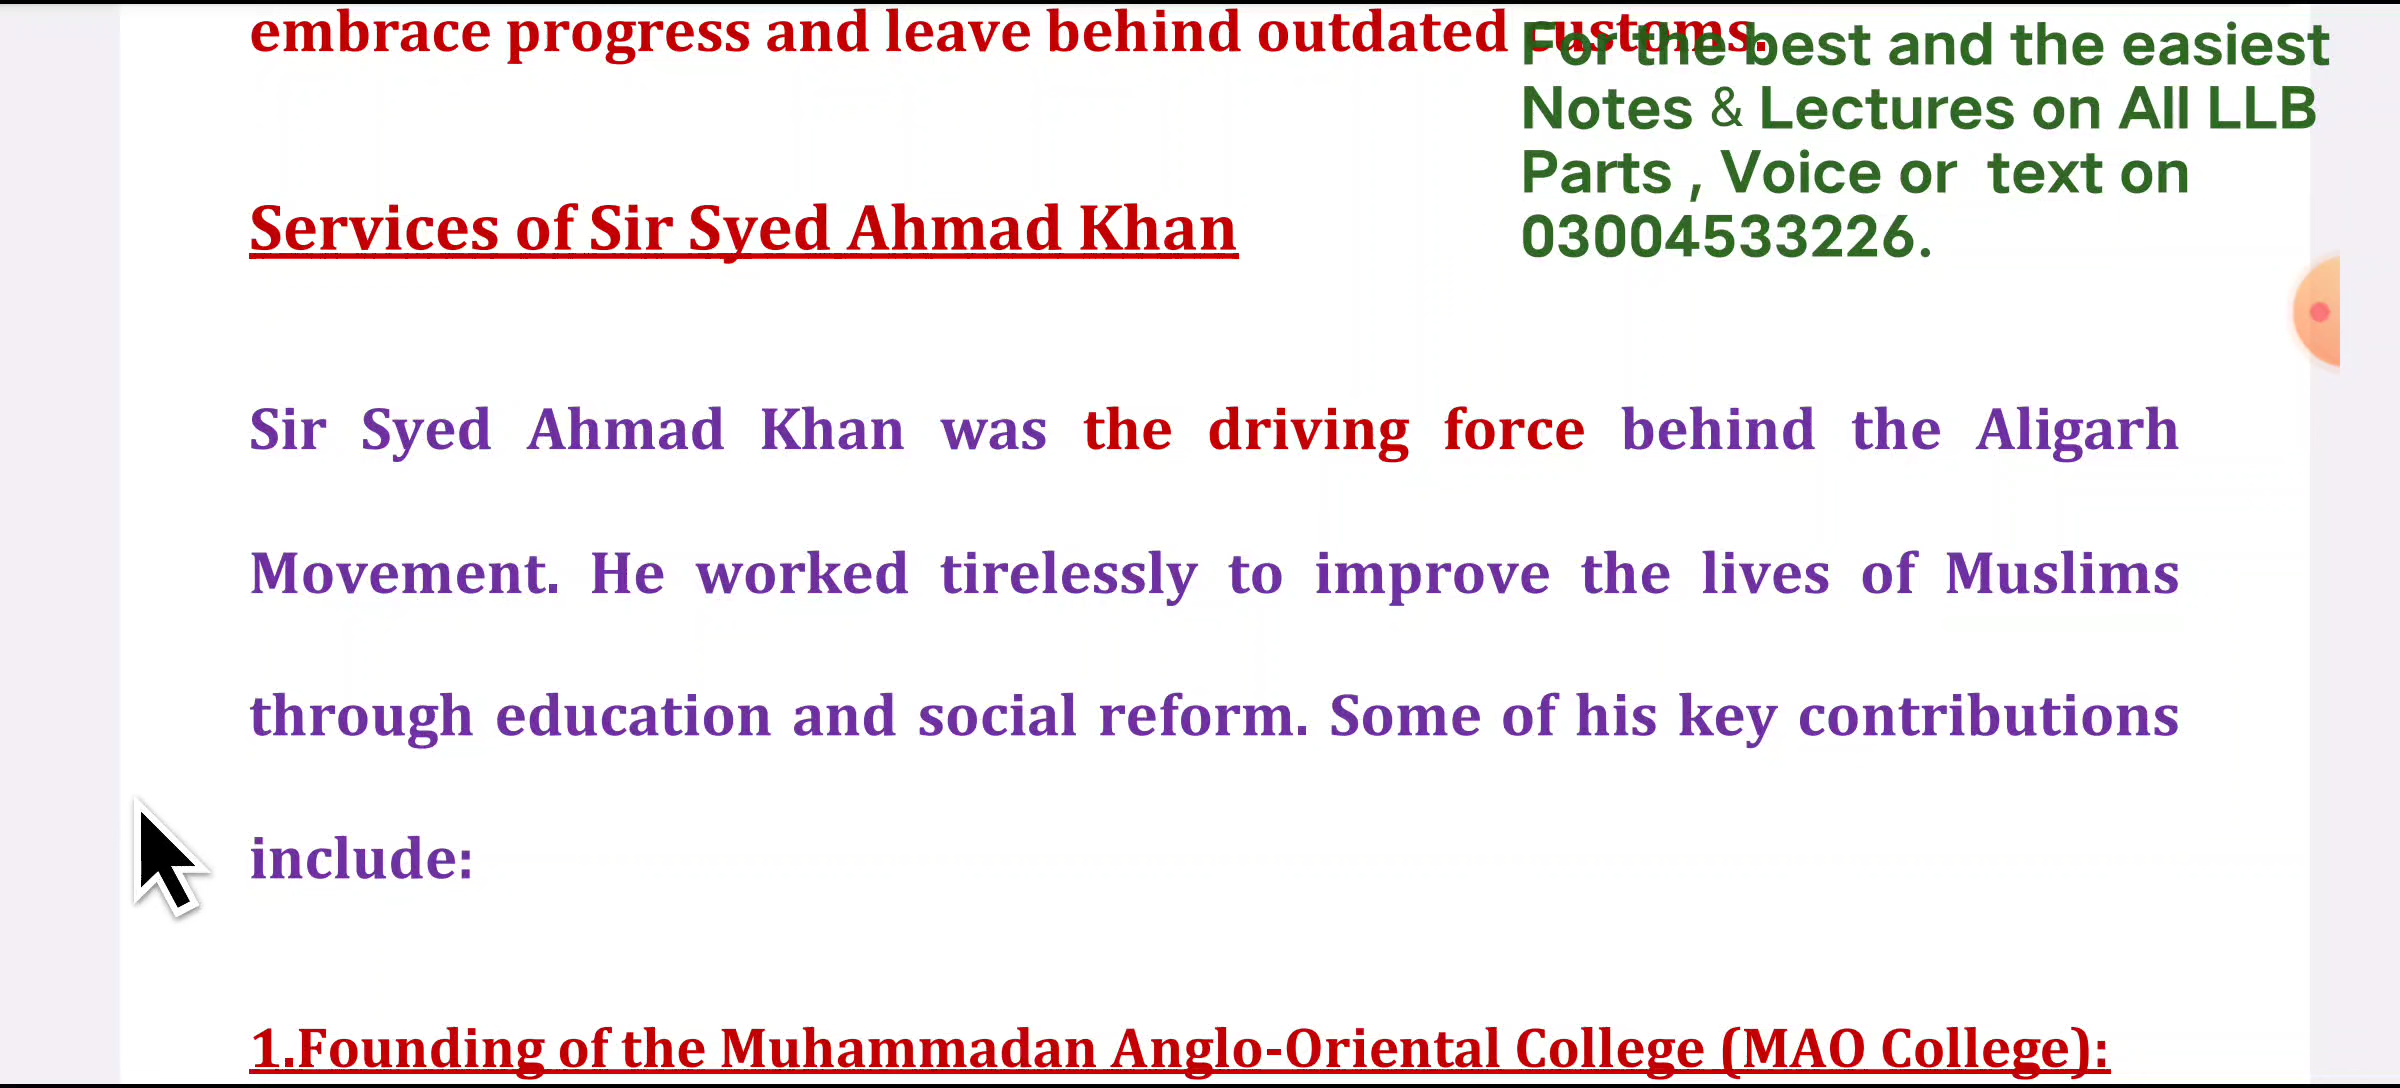 embrace progress and leave behind outdated customs.
For the best and the easiest
Notes & Lectures on All LLB
Parts , Voice or text on
03004533226.
Services of Sir Syed Ahmad Khan
Sir Syed Ahmad Khan was the driving force behind the Aligarh
Movement. He worked tirelessly to improve the lives of Muslims
through education and social reform. Some of his key contributions
include:
1.Founding of the Muhammadan Anglo-Oriental College (MAO College):